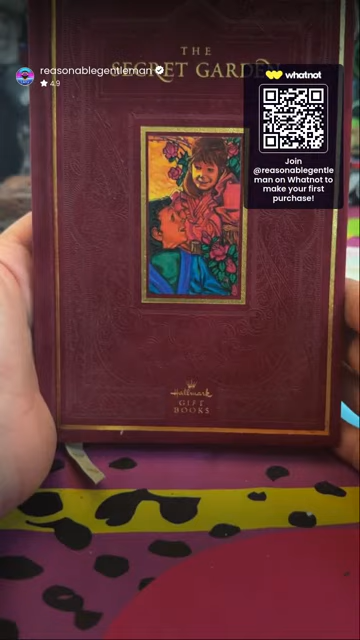 THE
SECRET GARDEN
reasonablegentleman
4.9
whatnot
Join
@reasonablegentle
man on Whatnot to
make your first
purchase!
Hallmark
GIFT
BOOKS